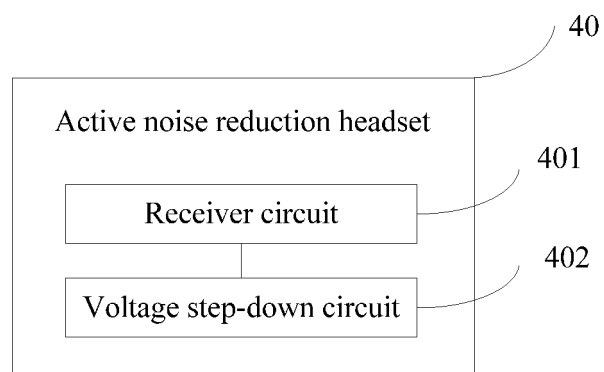 40
Active noise reduction headset
401
Receiver circuit
402
Voltage step-down circuit